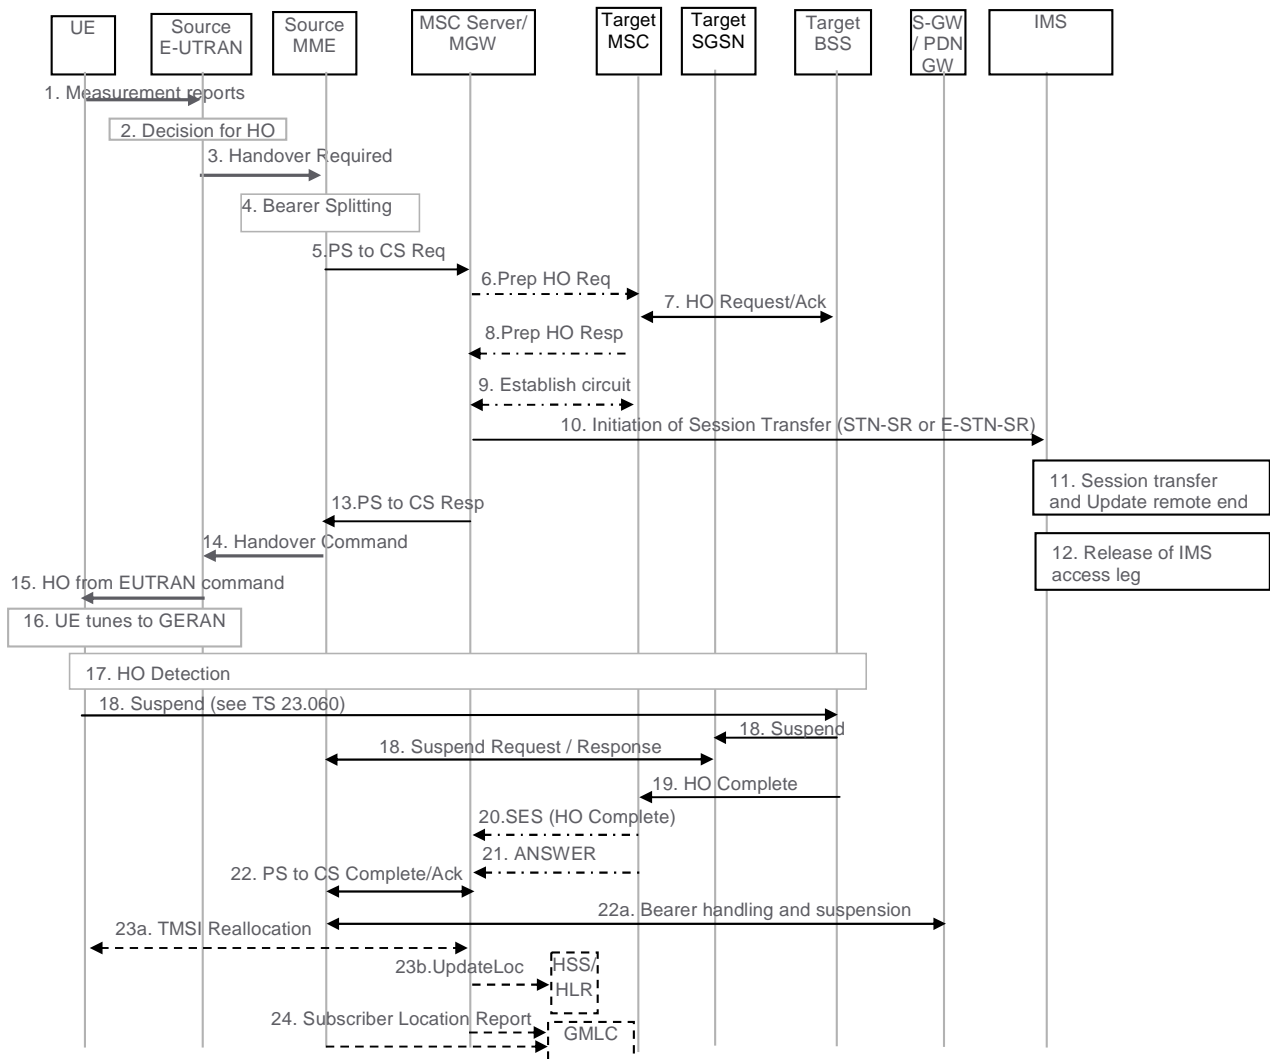 UE
Source
E-UTRAN
Source
MME
MSC Server/
MGW
Target
MSC
Target
SGSN
Target
BSS
S-GW
/ PDN
GW
IMS
1. Measurement reports
2. Decision for HO
3. Handover Required
4. Bearer Splitting
5.PS to CS Req
6.Prep HO Req
7. HO Request/Ack
8.Prep HO Resp
9. Establish circuit
10. Initiation of Session Transfer (STN-SR or E-STN-SR)
11. Session transfer
and Update remote end
13.PS to CS Resp
12. Release of IMS
access leg
14. Handover Command
15. HO from EUTRAN command
16. UE tunes to GERAN
17. HO Detection
18. Suspend (see TS 23.060)
18. Suspend
18. Suspend Request / Response
19. HO Complete
20.SES (HO Complete)
21. ANSWER
22. PS to CS Complete/Ack
22a. Bearer handling and suspension
23a. TMSI Reallocation
23b.UpdateLoc
HSS/
HLR
24. Subscriber Location Report
GMLC